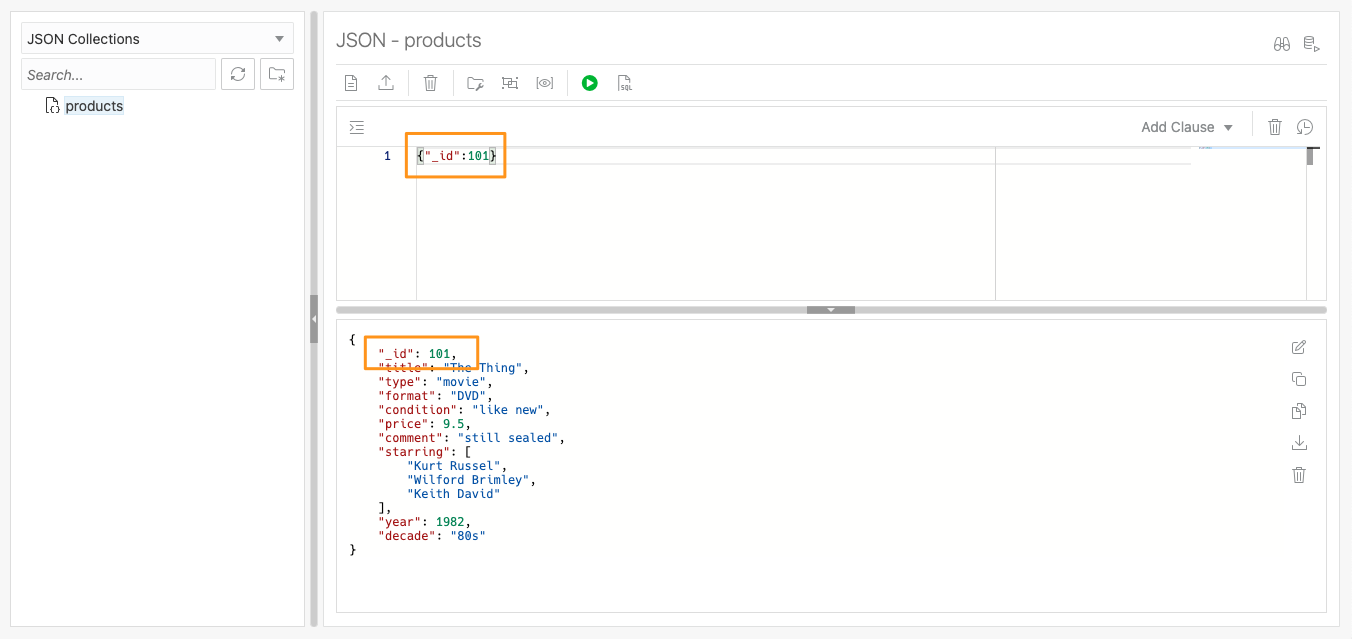 JSON Collections
Search...
products
JSON - products
SQL
Add Clause
1 {"_id":101}
{
"_id": 101,
"title": "The Thing",
"type": "movie",
"format": "DVD",
"condition": "like new",
"price": 9.5,
"comment": "still sealed",
"starring": [
"Kurt Russel",
"Wilford Brimley",
"Keith David"
],
"year": 1982,
"decade": "80s"
}